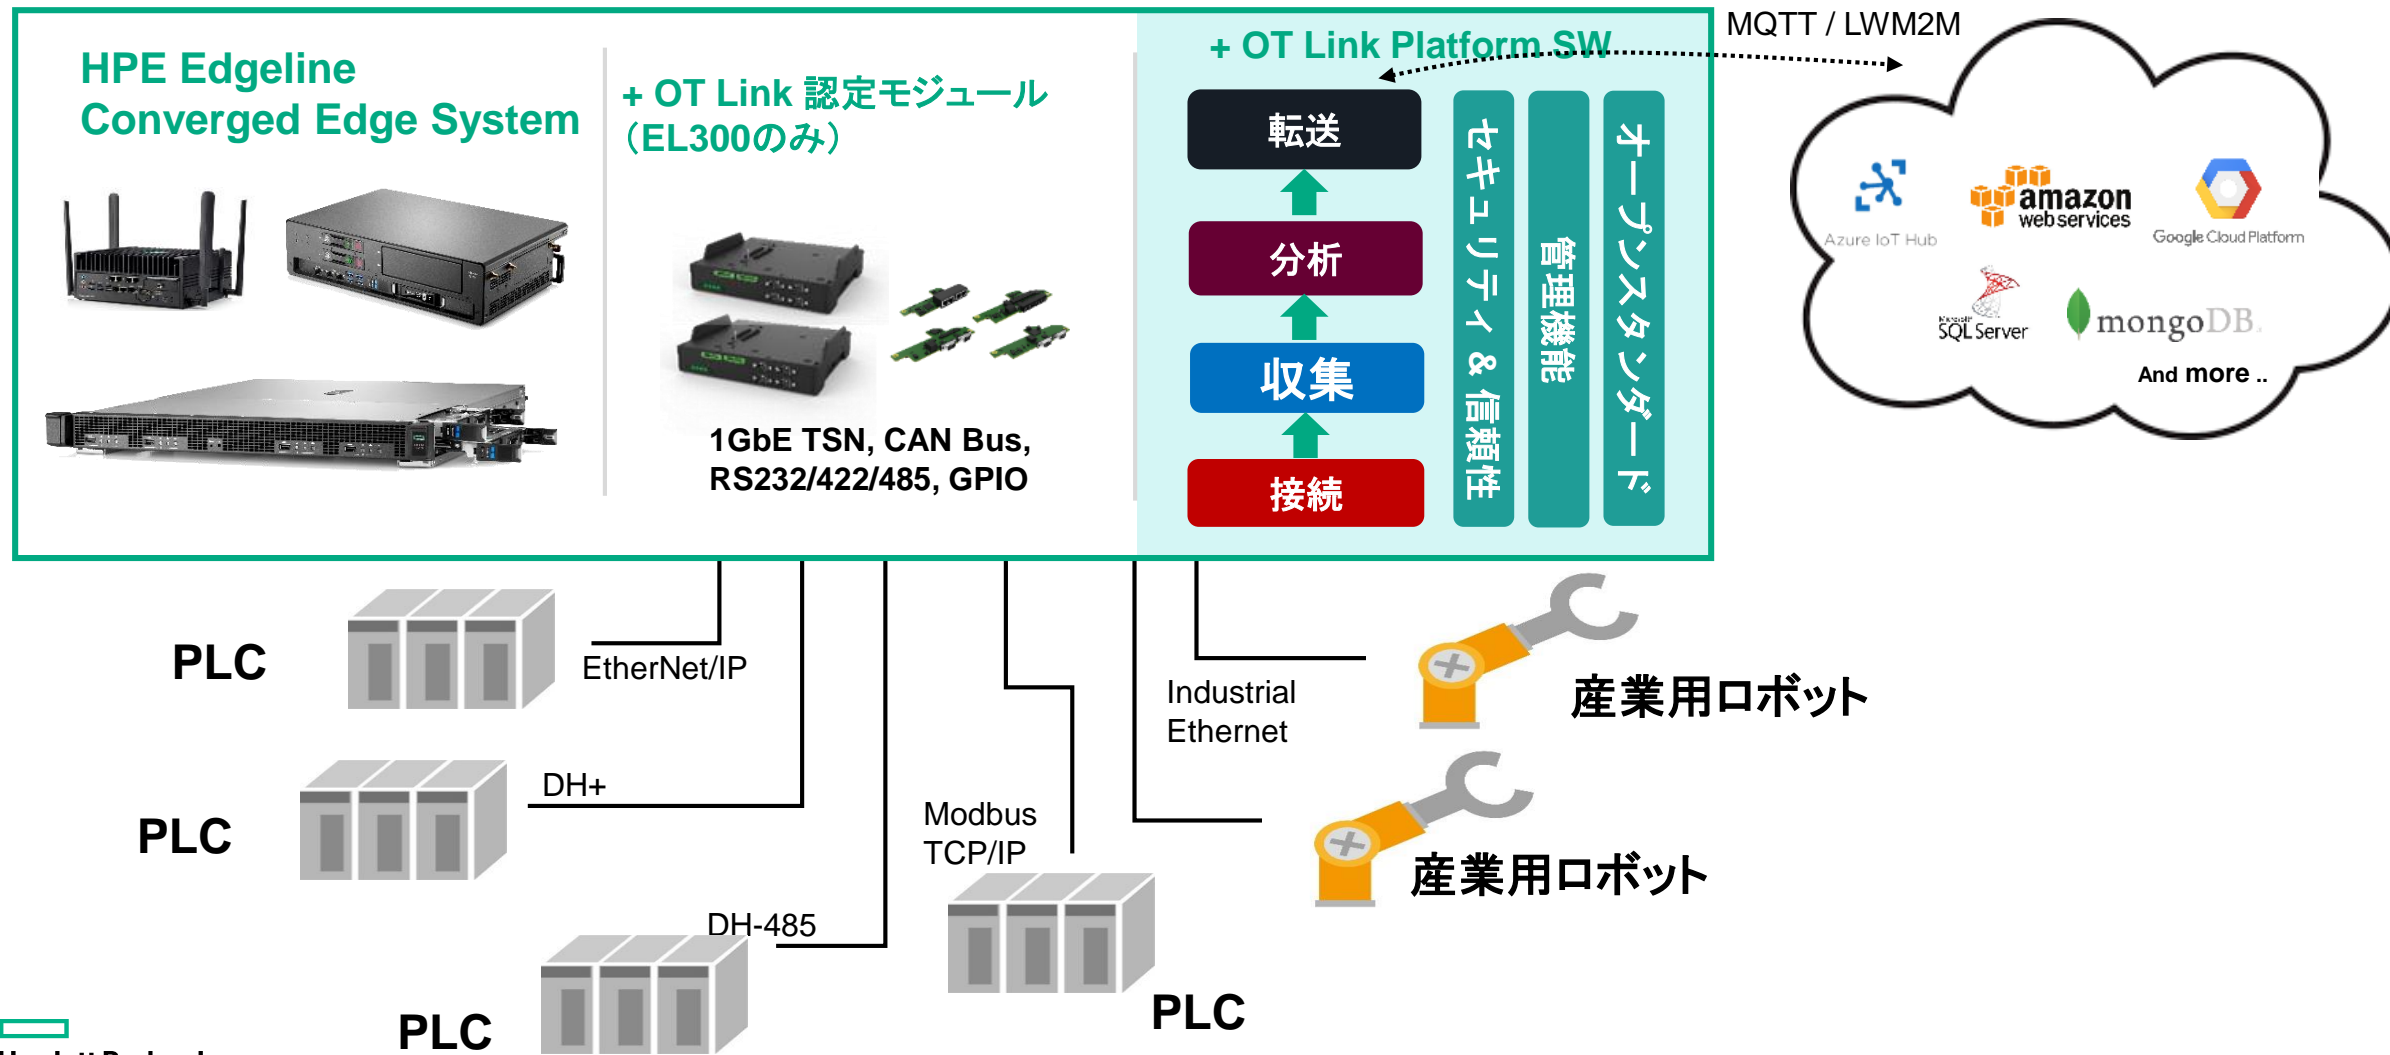 HPE Edgeline
Converged Edge System
+ OT Link 認定モジュール
（EL300のみ）
1GbE TSN, CAN Bus,
RS232/422/485, GPIO
+ OT Link Platform SW
転送
分析
収集
接続
セキュリティ & 信頼性
管理機能
オープンスタンダード
MQTT / LWM2M
Azure IoT Hub
amazon
web services
Google Cloud Platform
Microsoft
SQL Server
mongoDB
And more ..
PLC
EtherNet/IP
PLC
DH+
PLC
DH-485
Modbus
TCP/IP
PLC
Industrial
Ethernet
産業用ロボット
産業用ロボット